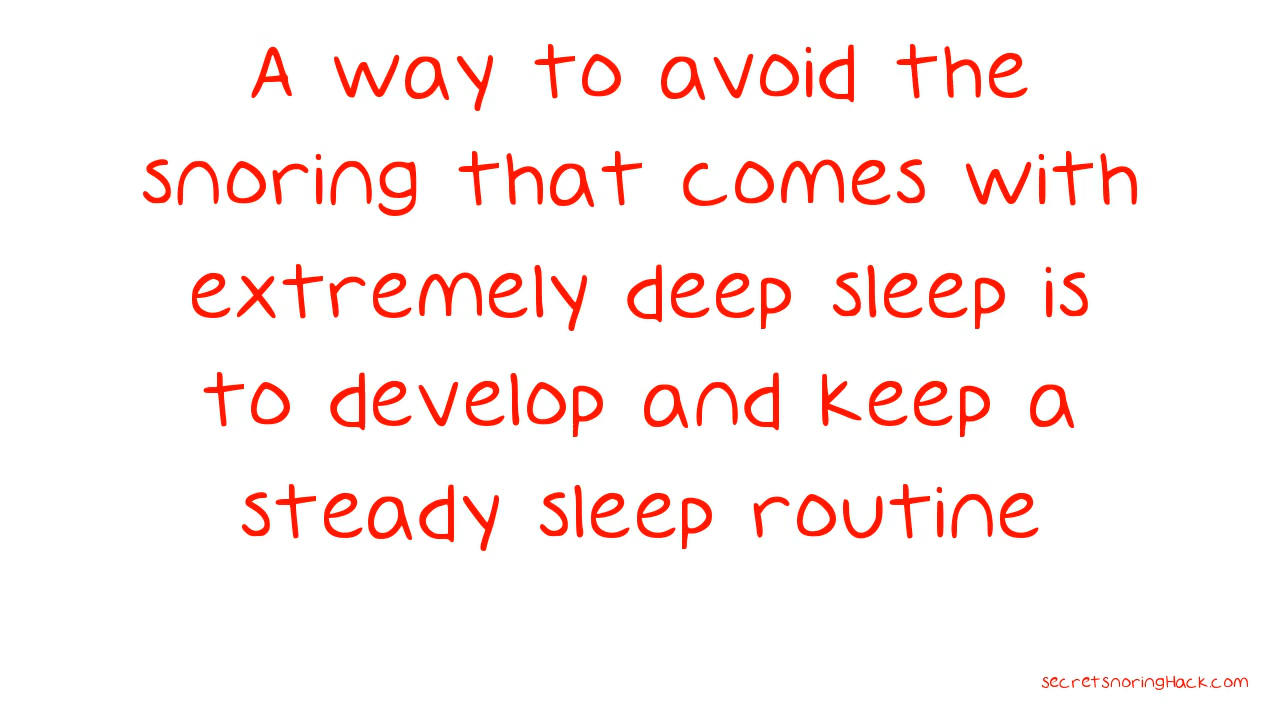 A way to avoid the
snoring that comes with
extremely deep sleep is
to develop and keep a
steady sleep routine
secretsnoringHack.com